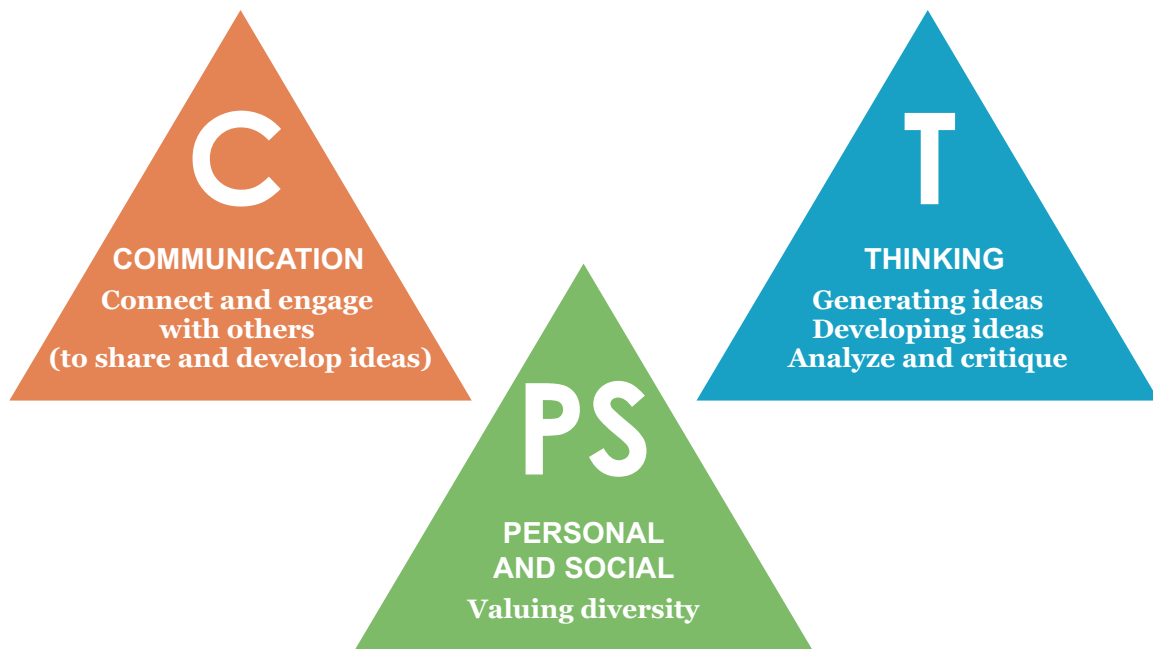 C
COMMUNICATION
Connect and engage
with others
(to share and develop ideas)
T
THINKING
Generating ideas
Developing ideas
Analyze and critique
PS
PERSONAL
AND SOCIAL
Valuing diversity